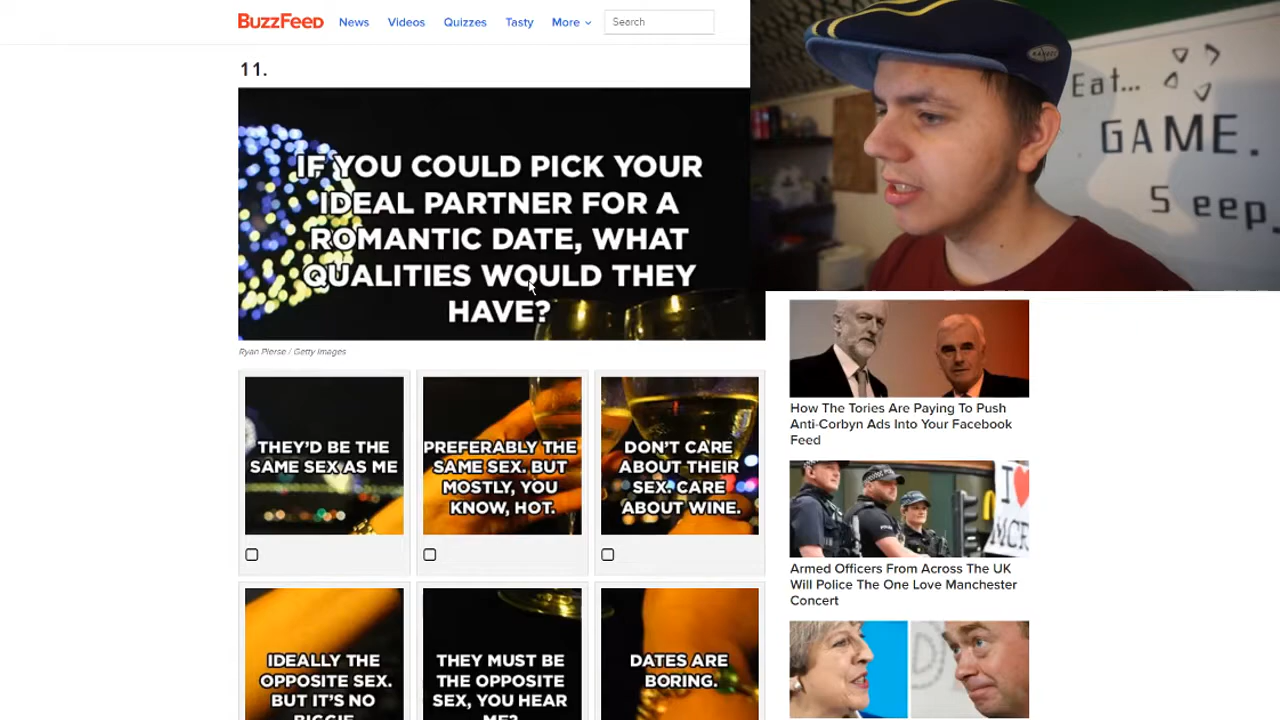 BuzzFeed News Videos Quizzes Tasty More Search
11.
IF YOU COULD PICK YOUR
IDEAL PARTNER FOR A
ROMANTIC DATE, WHAT
QUALITIES WOULD THEY
HAVE?
Ryan Pierse / Getty Images
THEY'D BE THE
SAME SEX AS ME
PREFERABLY THE
SAME SEX. BUT
MOSTLY, YOU
KNOW, HOT.
DON'T CARE
ABOUT THEIR
SEX. CARE
ABOUT WINE.
IDEALLY THE
OPPOSITE SEX.
BUT IT'S NO
BIGGIE
THEY MUST BE
THE OPPOSITE
SEX, YOU HEAR
ME?
DATES ARE
BORING.
Eat...
GAME.
S eep.
How The Tories Are Paying To Push
Anti-Corbyn Ads Into Your Facebook
Feed
I
MCR
Armed Officers From Across The UK
Will Police The One Love Manchester
Concert